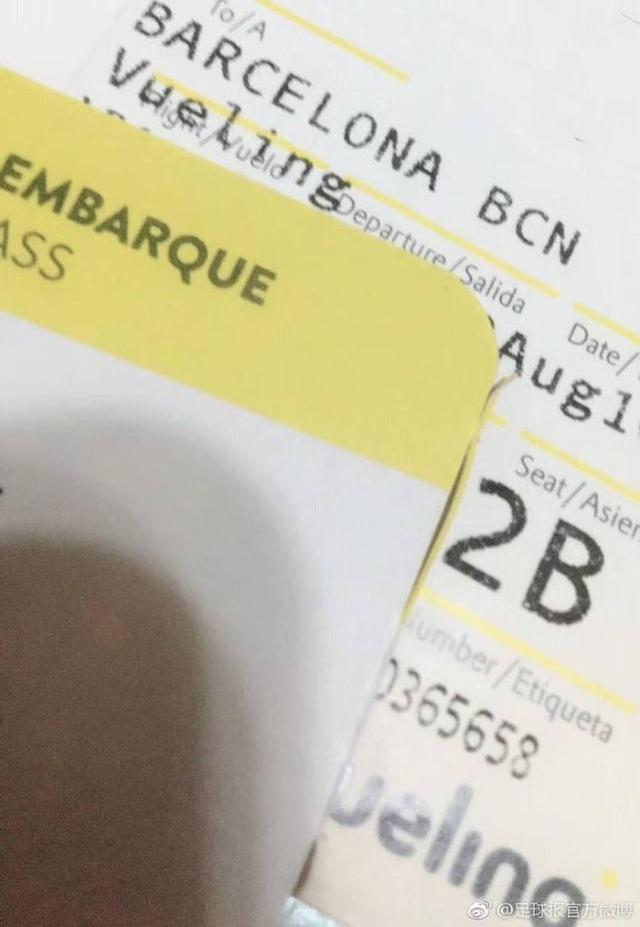 To/A
BARCELONA BCN
Vueling
Flight/Vuelo
Departure/Salida
Date/
EMBARQUE
ASS
Aug1
Seat/Asien
2B
Number/Etiqueta
0365658
vueling
@足球报官方微博